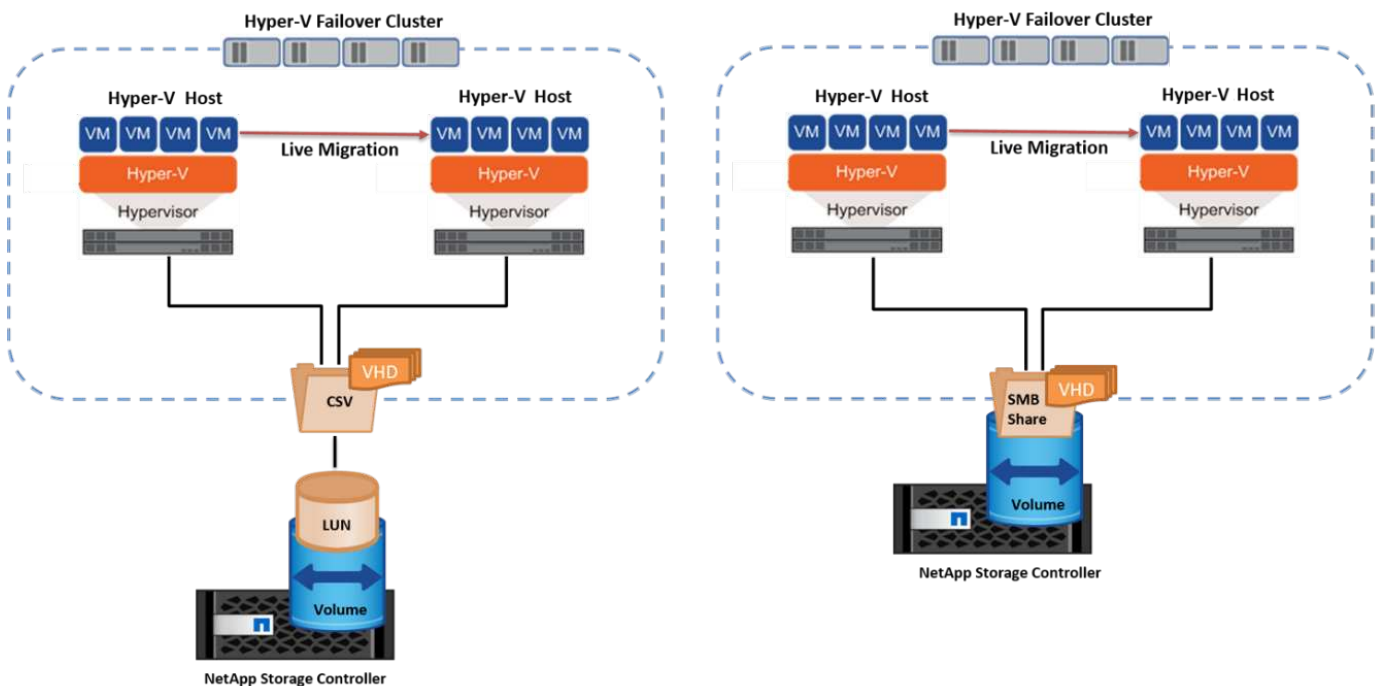 Hyper-V Failover Cluster
Hyper-V Host
Hyper-V Host
VM VM VM VM
VM VM VM VM
Live Migration
Hyper-V
Hyper-V
Hypervisor
Hypervisor
VHD
CSV
LUN
Volume
NetApp Storage Controller
Hyper-V Failover Cluster
Hyper-V Host
Hyper-V Host
VM VM VM VM
VM VM VM VM
Live Migration
Hyper-V
Hyper-V
Hypervisor
Hypervisor
VHD
SMB
Share
Volume
NetApp Storage Controller